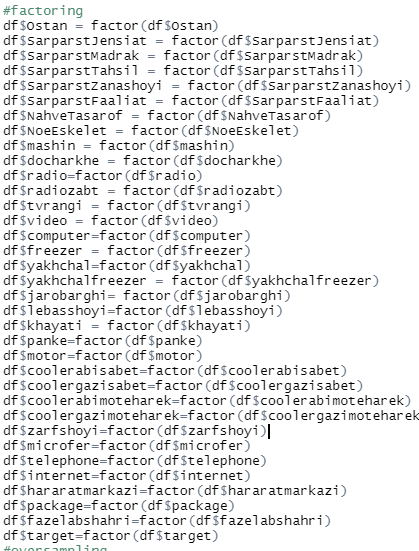 #factoring
df$Ostan = factor(df$Ostan)
df$SarparstJensiat = factor(df$SarparstJensiat)
df$SarparstMadrak = factor(df$SarparstMadrak)
df$SarparstTahsil = factor(df$SarparstTahsil)
df$SarparstZanashoyi = factor(df$SarparstZanashoyi)
df$SarparstFaaliat = factor(df$SarparstFaaliat)
df$NahveTasarof = factor(df$NahveTasarof)
df$NoeEskelet = factor(df$NoeEskelet)
df$mashin = factor(df$mashin)
df$docharkhe = factor(df$docharkhe)
df$radio=factor(df$radio)
df$radiozabt = factor(df$radiozabt)
df$tvrangi = factor(df$tvrangi)
df$video = factor(df$video)
df$computer=factor(df$computer)
df$freezer = factor(df$freezer)
df$yakhchal=factor(df$yakhchal)
df$yakhchalfreezer = factor(df$yakhchalfreezer)
df$jarobarghi= factor(df$jarobarghi)
df$lebasshoyi=factor(df$lebasshoyi)
df$khayati = factor(df$khayati)
df$panke=factor(df$panke)
df$motor=factor(df$motor)
df$coolerabisabet=factor(df$coolerabisabet)
df$coolergazisabet=factor(df$coolergazisabet)
df$coolerabimoteharek=factor(df$coolerabimoteharek)
df$coolergazimoteharek=factor(df$coolergazimoteharek
df$zarfshoyi=factor(df$zarfshoyi)
df$microfer=factor(df$microfer)
df$telephone=factor(df$telephone)
df$internet=factor(df$internet)
df$hararatmarkazi=factor(df$hararatmarkazi)
df$package=factor(df$package)
df$fazelabshahri=factor(df$fazelabshahri)
df$target=factor(df$target)
#oversampling